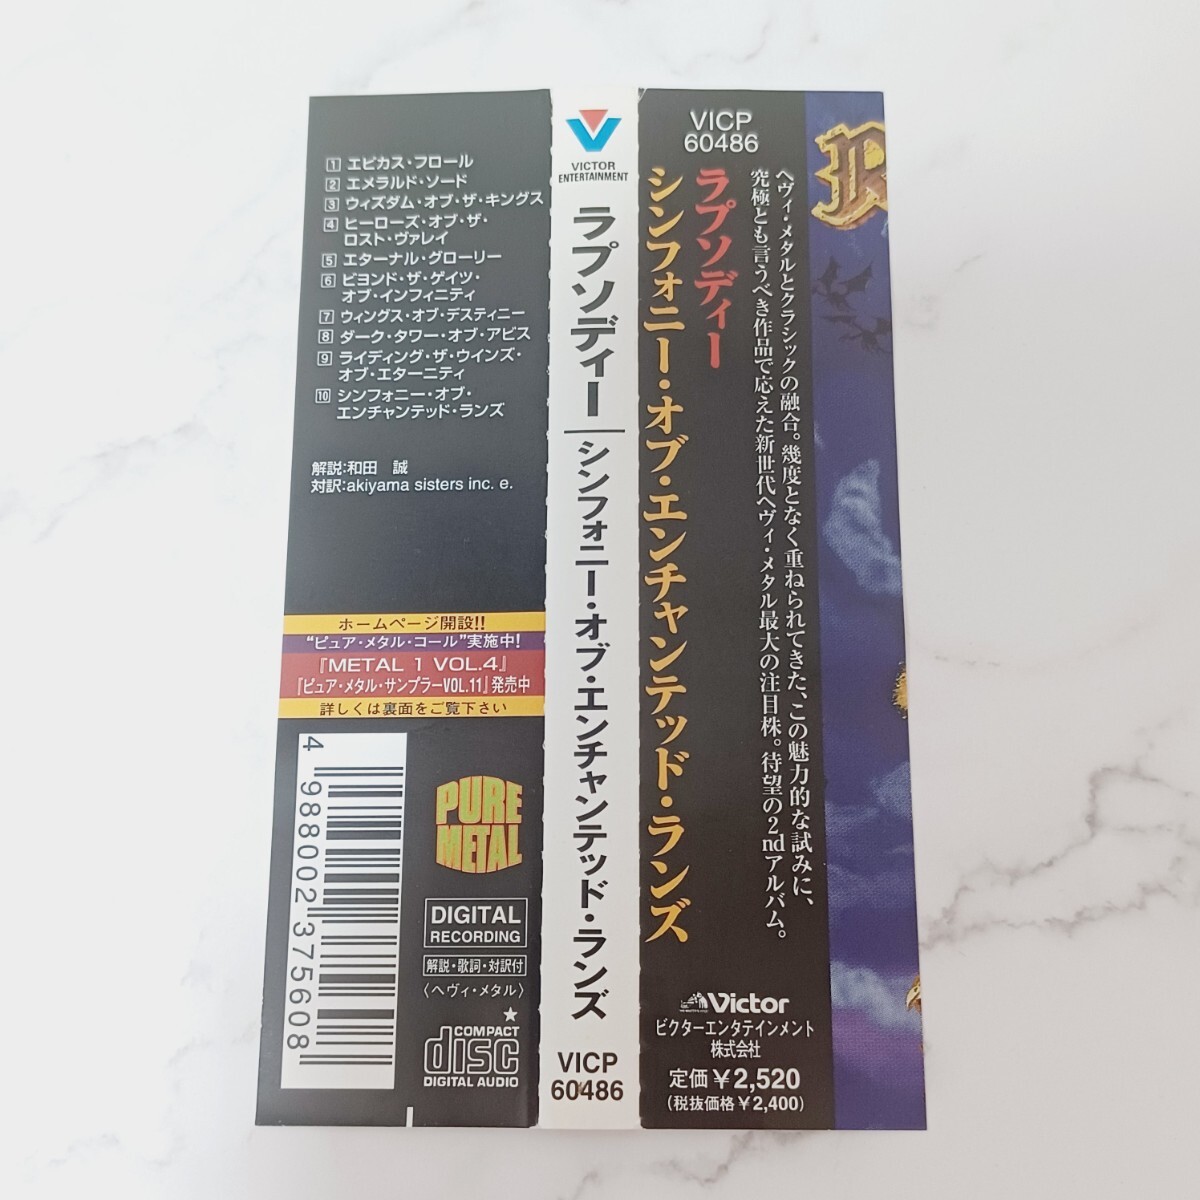 1 エピカス・フロール
2 エメラルド・ソード
3 ウィズダム・オブ・ザ・キングス
4 ヒーローズ・オブ・ザ・
ロスト・ヴァレイ
5 エターナル・グローリー
6 ビヨンド・ザ・ゲイツ・
オブ・インフィニティ
7 ウィングス・オブ・デスティニー
8 ダーク・タワー・オブ・アビス
9 ライディング・ザ・ウインズ・
オブ・エターニティ
10 シンフォニー・オブ・
エンチャンテッド・ランズ
解説:和田 誠
対訳:akiyama sisters inc. e.
ホームページ開設!!
“ピュア・メタル・コール”実施中!
『METAL 1 VOL.4』
『ピュア・メタル・サンプラーVOL.11』発売中
詳しくは裏面をご覧下さい
4 988002 375608
PURE
METAL
DIGITAL
RECORDING
解説・歌詞・対訳付
〈ヘヴィ・メタル〉
★
COMPACT
disc
DIGITAL AUDIO
VICTOR
ENTERTAINMENT
ラプソディー|シンフォニー・オブ・エンチャンテッド・ランズ
VICP
60486
VICP
60486
ヘヴィ・メタルとクラシックの融合。幾度となく重ねられてきた、この魅力的な試みに、
究極とも言うべき作品で応えた新世代ヘヴィ・メタル最大の注目株。待望の2ndアルバム。
ラプソディー
シンフォニー・オブ・エンチャンテッド・ランズ
Victor
ビクターエンタテインメント
株式会社
定価￥2,520
(税抜価格￥2,400)
R